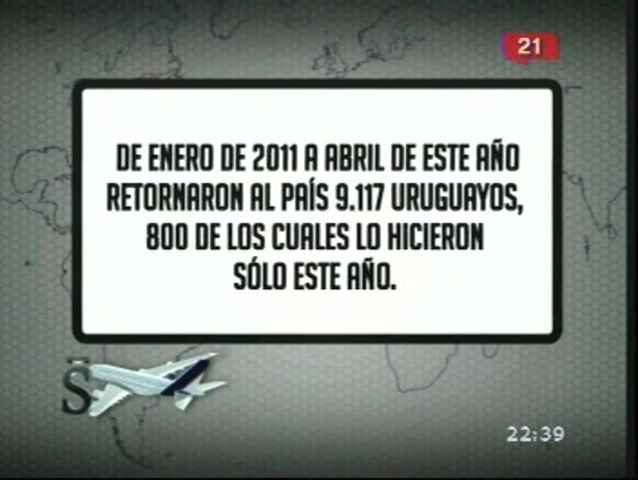 21
DE ENERO DE 2011 A ABRIL DE ESTE AÑO
RETORNARON AL PAÍS 9.117 URUGUAYOS,
800 DE LOS CUALES LO HICIERON
SÓLO ESTE AÑO.
S
22:39